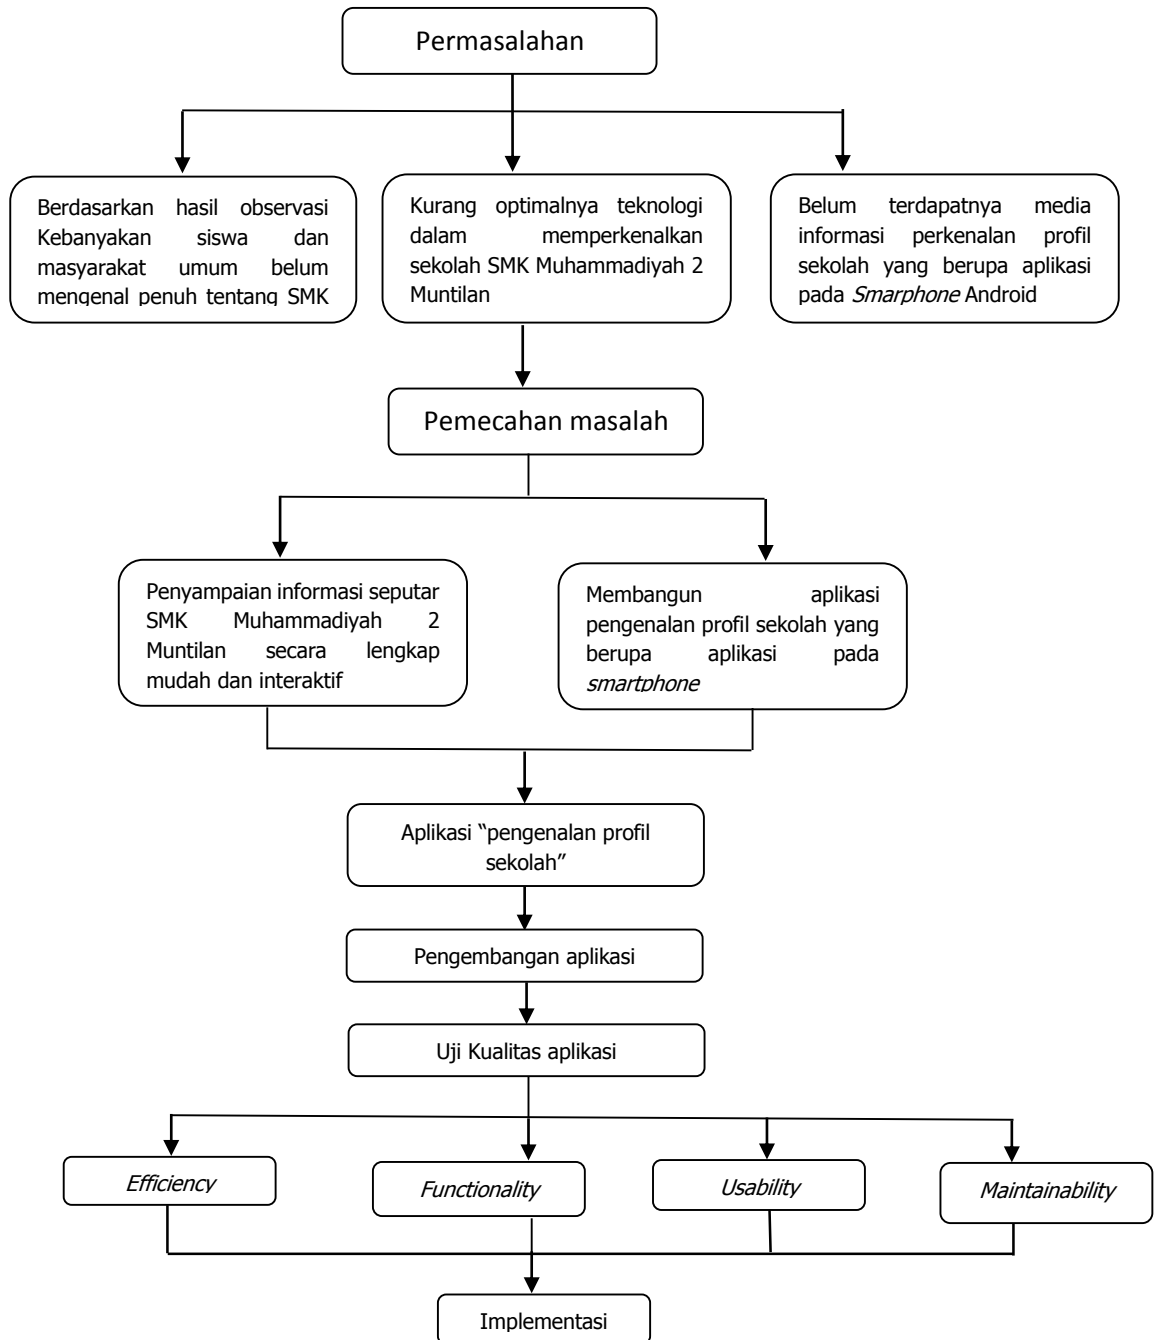 Permasalahan
Berdasarkan hasil observasi
Kebanyakan siswa dan
masyarakat umum belum
mengenal penuh tentang SMK
Kurang optimalnya teknologi
dalam memperkenalkan
sekolah SMK Muhammadiyah 2
Muntilan
Belum terdapatnya media
informasi perkenalan profil
sekolah yang berupa aplikasi
pada Smarphone Android
Pemecahan masalah
Penyampaian informasi seputar
SMK Muhammadiyah 2
Muntilan secara lengkap
mudah dan interaktif
Membangun aplikasi
pengenalan profil sekolah yang
berupa aplikasi pada
smartphone
Aplikasi “pengenalan profil
sekolah”
Pengembangan aplikasi
Uji Kualitas aplikasi
Efficiency
Functionality
Usability
Maintainability
Implementasi